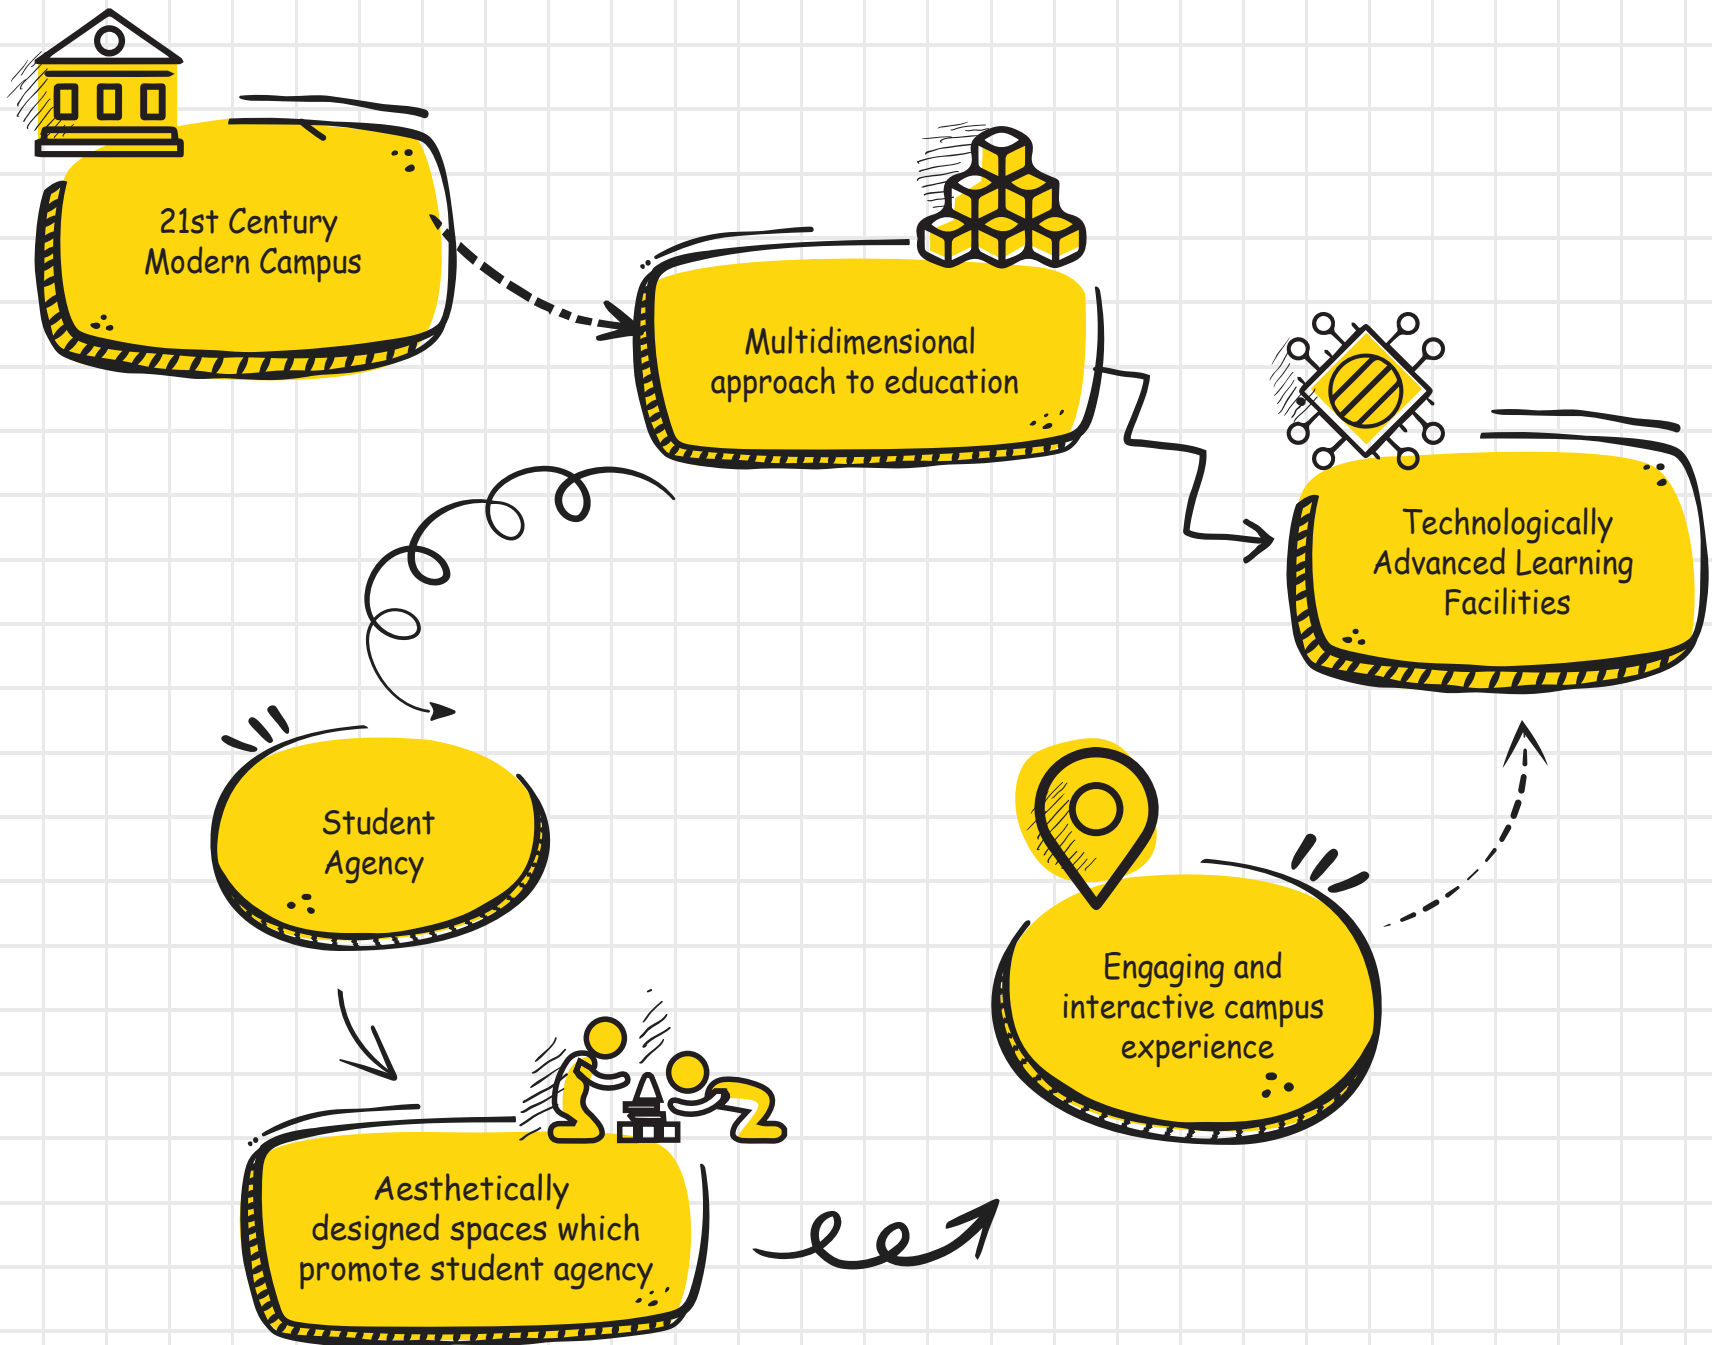 21st Century
Modern Campus
Multidimensional
approach to education
Technologically
Advanced Learning
Facilities
Student
Agency
Engaging and
interactive campus
experience
Aesthetically
designed spaces which
promote student agency